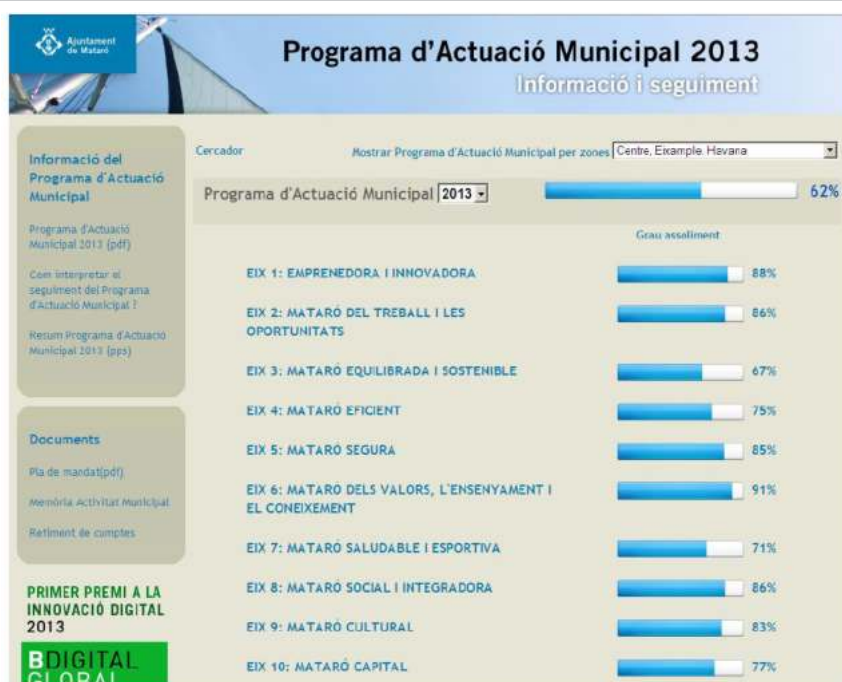 Ajuntament
de Mataró
Programa d'Actuació Municipal 2013
Informació i seguiment
Informació del
Programa d'Actuació
Municipal
Programa d'Actuació
Municipal 2013 (pdf)
Com interpretar el
seguiment del Programa
d'Actuació Municipal ?
Resum Programa d'Actuació
Municipal 2013 (pps)
Documents
Pla de mandat(pdf)
Memòria Activitat Municipal
Retiment de comptes
PRIMER PREMI A LA
INNOVACIÓ DIGITAL
2013
BDIGITAL
GLOBAL
Cercador
Mostrar Programa d'Actuació Municipal per zones Centre, Eixample, Havana
Programa d'Actuació Municipal 2013 62%
Grau assoliment
EIX 1: EMPRENEDORA I INNOVADORA 88%
EIX 2: MATARÓ DEL TREBALL I LES
OPORTUNITATS 86%
EIX 3: MATARÓ EQUILIBRADA I SOSTENIBLE 67%
EIX 4: MATARÓ EFICIENT 75%
EIX 5: MATARÓ SEGURA 85%
EIX 6: MATARÓ DELS VALORS, L'ENSENYAMENT I
EL CONEIXEMENT 91%
EIX 7: MATARÓ SALUDABLE I ESPORTIVA 71%
EIX 8: MATARÓ SOCIAL I INTEGRADORA 86%
EIX 9: MATARÓ CULTURAL 83%
EIX 10: MATARÓ CAPITAL 77%